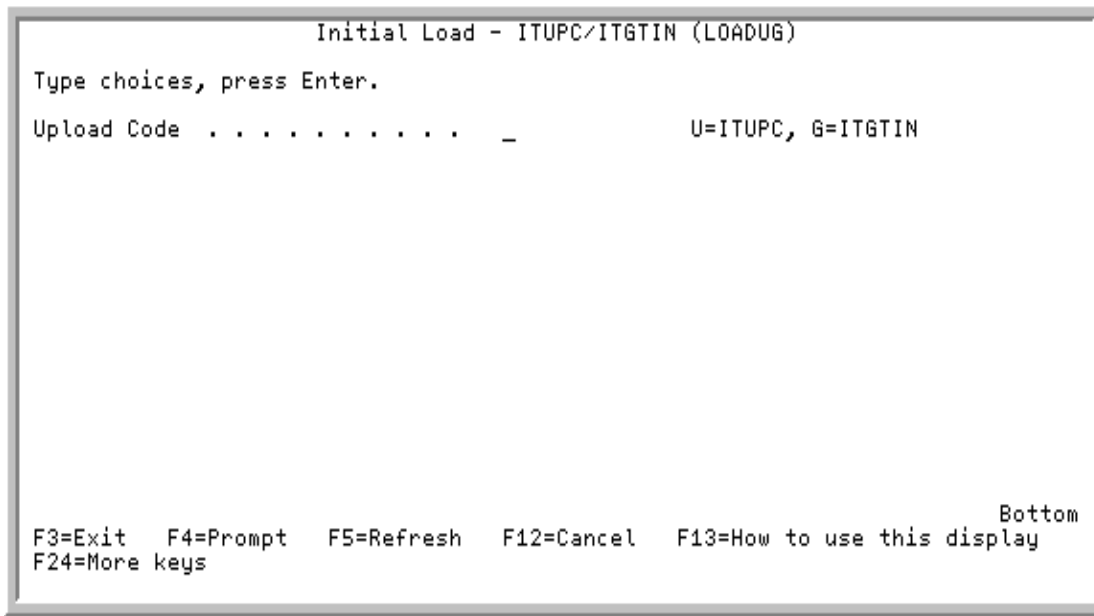 Initial Load - ITUPC/ITGTIN (LOADUG)
Type choices, press Enter.
Upload Code . . . . . . . . . . _ U=ITUPC, G=ITGTIN
Bottom
F3=Exit F4=Prompt F5=Refresh F12=Cancel F13=How to use this display
F24=More keys